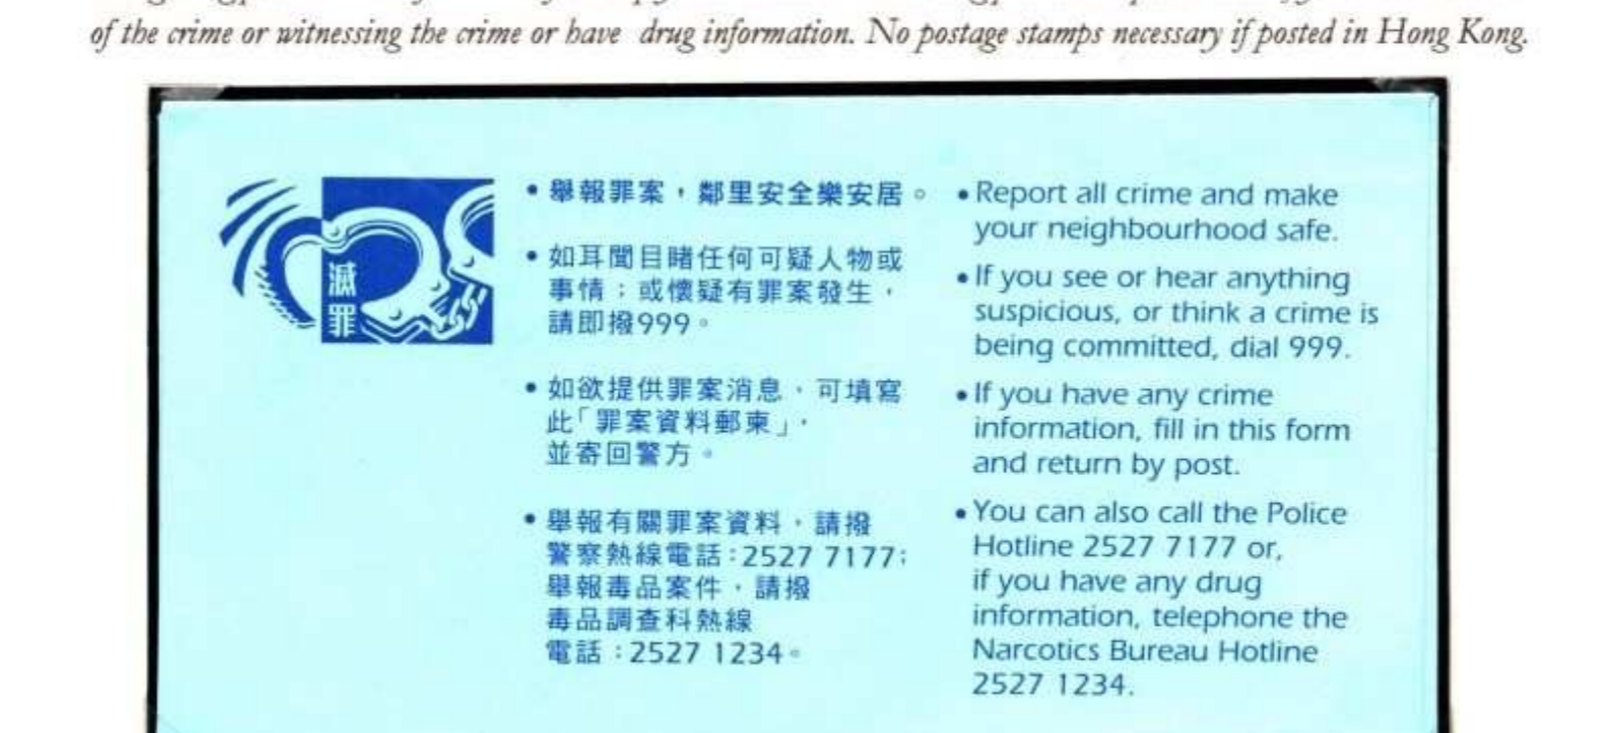 of the crime or witnessing the crime or have drug information. No postage stamps necessary if posted in Hong Kong.
滅
罪
• 舉報罪案，鄰里安全樂安居。
• 如耳聞目睹任何可疑人物或
事情；或懷疑有罪案發生，
請即撥999。
• 如欲提供罪案消息，可填寫
此「罪案資料郵柬」，
並寄回警方。
• 舉報有關罪案資料，請撥
警察熱線電話：2527 7177；
舉報毒品案件，請撥
毒品調查科熱線
電話：2527 1234。
• Report all crime and make
your neighbourhood safe.
• If you see or hear anything
suspicious, or think a crime is
being committed, dial 999.
• If you have any crime
information, fill in this form
and return by post.
• You can also call the Police
Hotline 2527 7177 or,
if you have any drug
information, telephone the
Narcotics Bureau Hotline
2527 1234.